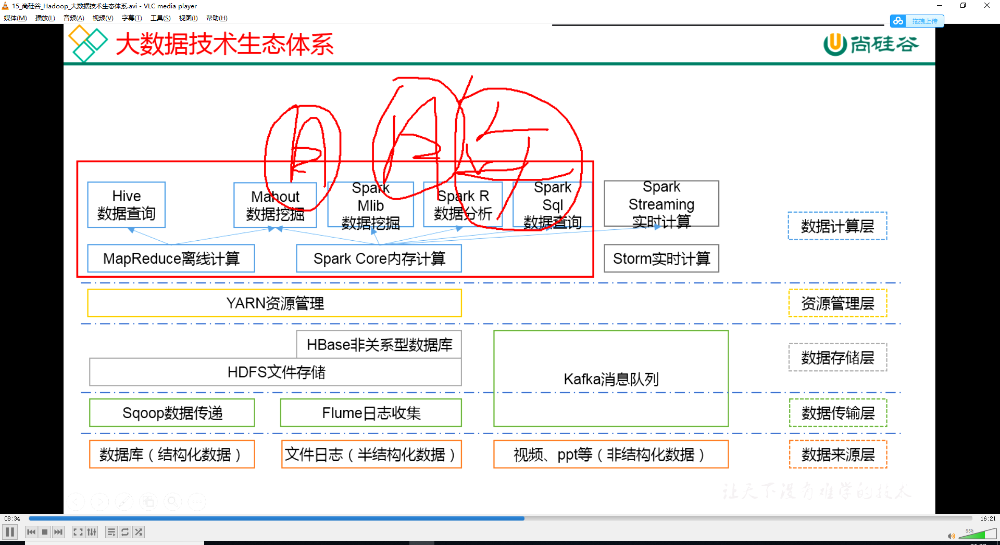 15_尚硅谷_Hadoop_大数据技术生态体系.avi - VLC media player
媒体(M) 播放(L) 音频(A) 视频(V) 字幕(T) 工具(S) 视图(I) 帮助(H)
拖拽上传
大数据技术生态体系
尚硅谷
Hive
数据查询
Mahout
数据挖掘
Spark
Mlib
数据挖掘
Spark R
数据分析
Spark
Sql
数据查询
Spark
Streaming
实时计算
数据计算层
MapReduce离线计算
Spark Core内存计算
Storm实时计算
YARN资源管理
资源管理层
HBase非关系型数据库
HDFS文件存储
Kafka消息队列
数据存储层
Sqoop数据传递
Flume日志收集
数据传输层
数据库（结构化数据）
文件日志（半结构化数据）
视频、ppt等（非结构化数据）
数据来源层
让天下没有难学的技术
08:34
16:21
95%